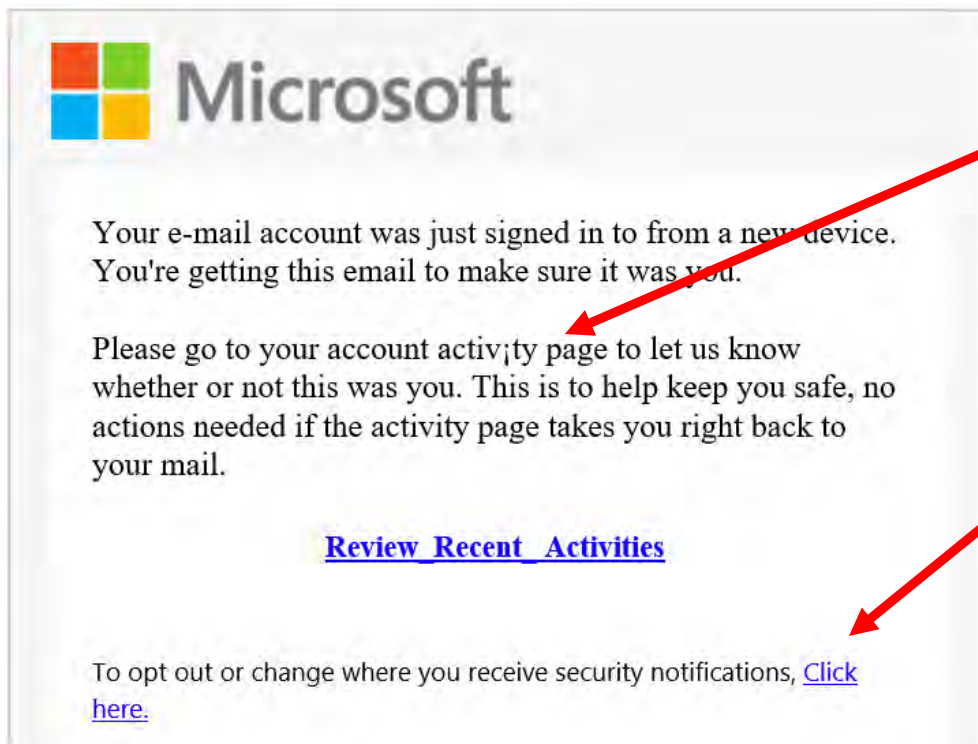 Microsoft
Your e-mail account was just signed in to from a new device.
You're getting this email to make sure it was you.
Please go to your account activ¡ty page to let us know
whether or not this was you. This is to help keep you safe, no
actions needed if the activity page takes you right back to
your mail.
Review_Recent_ Activities
To opt out or change where you receive security notifications, Click
here.